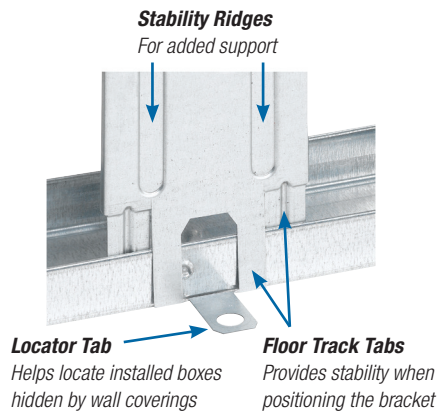 Stability Ridges
For added support
Locator Tab
Helps locate installed boxes
hidden by wall coverings
Floor Track Tabs
Provides stability when
positioning the bracket